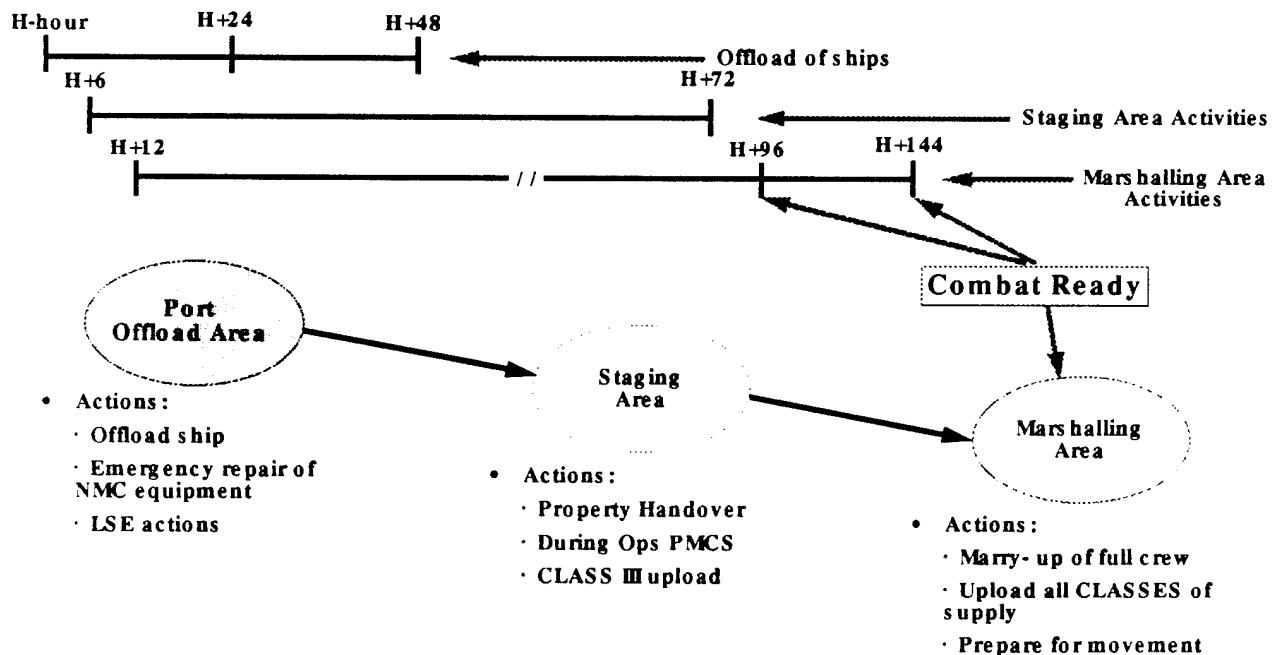 H-hour
H+24
H+48
Offload of ships
H+6
H+72
Staging Area Activities
H+12
//
H+96
H+144
Marshalling Area
Activities
Combat Ready
Port
Offload Area
Staging
Area
Marshalling
Area
• Actions:
· Offload ship
· Emergency repair of
NMC equipment
· LSE actions
• Actions:
· Property Handover
· During Ops PMCS
· CLASS III upload
• Actions:
· Marry-up of full crew
· Upload all CLASSES of
supply
· Prepare for movement